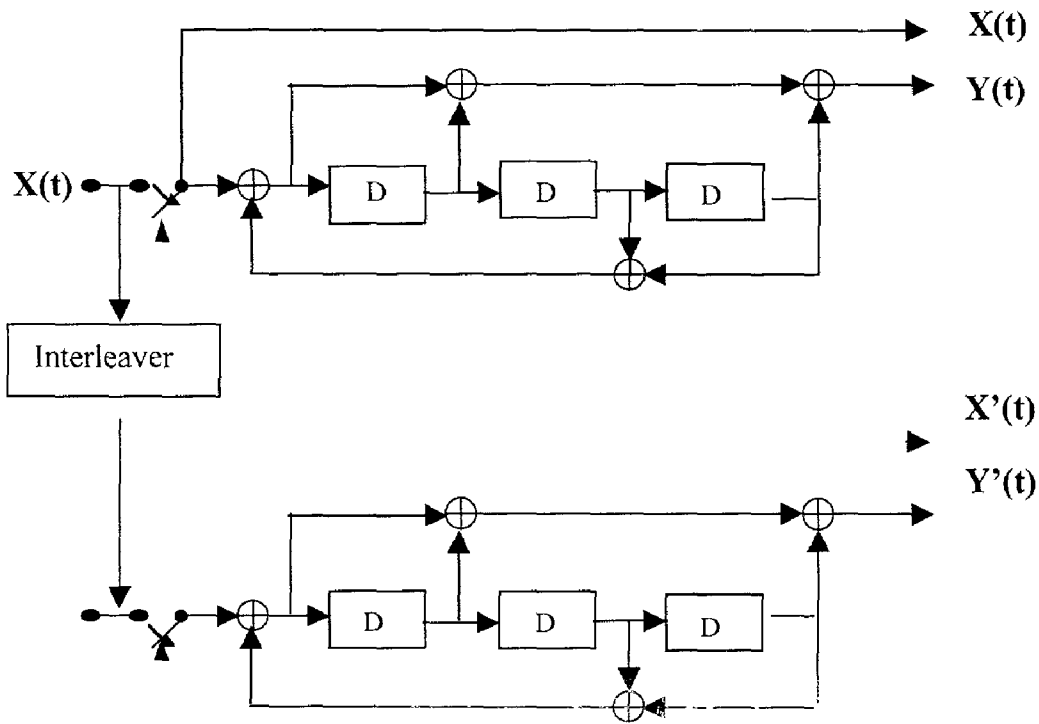 X(t)
Y(t)
X(t)
D
D
D
Interleaver
X'(t)
Y'(t)
D
D
D